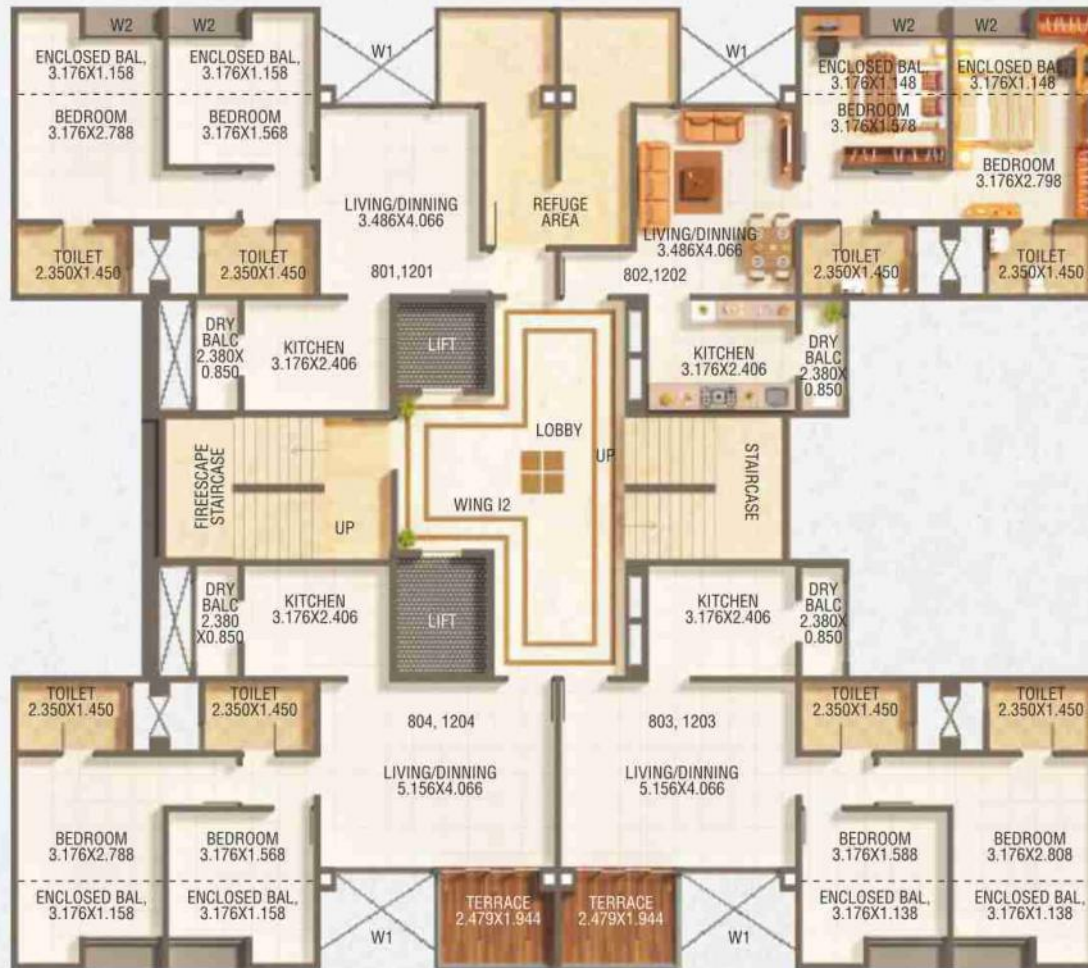 W2
W2
W1
W1
W2
W2
ENCLOSED BAL,
3.176X1.158
ENCLOSED BAL,
3.176X1.158
ENCLOSED BAL,
3.176X1.148
ENCLOSED BAL,
3.176X1.148
BEDROOM
3.176X2.788
BEDROOM
3.176X1.568
BEDROOM
3.176X1.578
BEDROOM
3.176X2.798
LIVING/DINNING
3.486X4.066
REFUGE
AREA
LIVING/DINNING
3.486X4.066
TOILET
2.350X1.450
TOILET
2.350X1.450
801,1201
802,1202
TOILET
2.350X1.450
TOILET
2.350X1.450
DRY
BALC
2.380X
0.850
KITCHEN
3.176X2.406
LIFT
KITCHEN
3.176X2.406
DRY
BALC
2.380X
0.850
FIREESCAPE
STAIRCASE
UP
LOBBY
WING I2
UP
STAIRCASE
DRY
BALC
2.380
X0.850
KITCHEN
3.176X2.406
LIFT
KITCHEN
3.176X2.406
DRY
BALC
2.380X
0.850
TOILET
2.350X1.450
TOILET
2.350X1.450
804, 1204
803, 1203
TOILET
2.350X1.450
TOILET
2.350X1.450
LIVING/DINNING
5.156X4.066
LIVING/DINNING
5.156X4.066
BEDROOM
3.176X2.788
BEDROOM
3.176X1.568
BEDROOM
3.176X1.588
BEDROOM
3.176X2.808
ENCLOSED BAL,
3.176X1.158
ENCLOSED BAL,
3.176X1.158
W1
TERRACE
2.479X1.944
TERRACE
2.479X1.944
W1
ENCLOSED BAL,
3.176X1.138
ENCLOSED BAL,
3.176X1.138